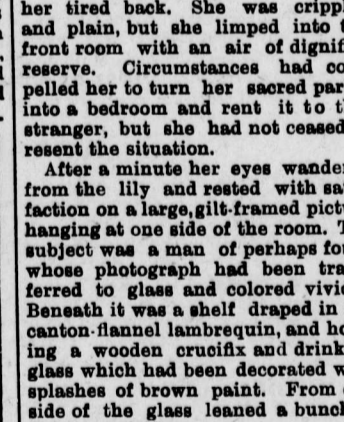 her tired back. She was crippl
and plain, but she limped into t
front room with an air of dignifi
reserve. Circumstances had co
pelled her to turn her sacred par
into a bedroom and rent it to t
stranger, but she had not ceased
resent the situation.
After a minute her eyes wander
from the lily and rested with sa
faction on a large, gilt-framed pict
hanging at one side of the room. T
subject was a man of perhaps fo
whose photograph had been tra
ferred to glass and colored vivi
Beneath it was a shelf draped in
canton-flannel lambrequin, and ho
ing a wooden crucifix and drink
glass which had been decorated w
splashes of brown paint. From
side of the glass leaned a bunch